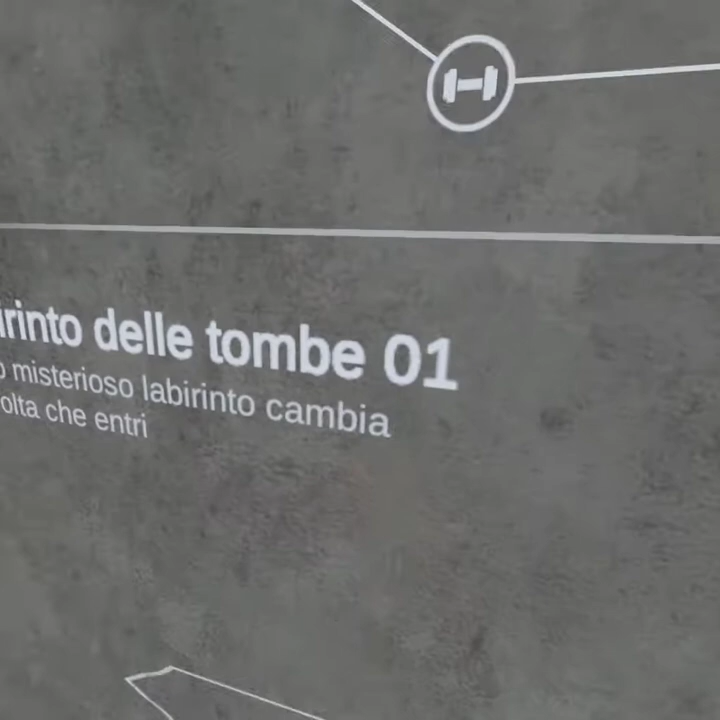 irinto delle tombe 01
o misterioso labirinto cambia
olta che entri